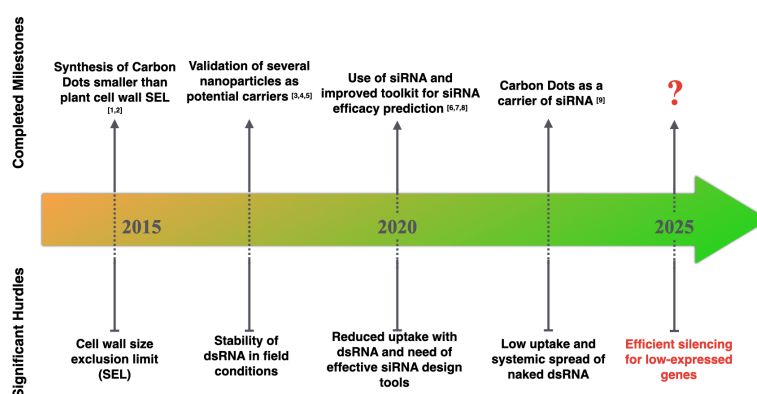 Completed Milestones
Synthesis of Carbon
Dots smaller than
plant cell wall SEL
[1,2]
Validation of several
nanoparticles as
potential carriers [3,4,5]
Use of siRNA and
improved toolkit for siRNA
efficacy prediction [6,7,8]
Carbon Dots as a
carrier of siRNA [9]
?
2015
2020
2025
Significant Hurdles
Cell wall size
exclusion limit
(SEL)
Stability of
dsRNA in field
conditions
Reduced uptake with
dsRNA and need of
effective siRNA design
tools
Low uptake and
systemic spread of
naked dsRNA
Efficient silencing
for low-expressed
genes